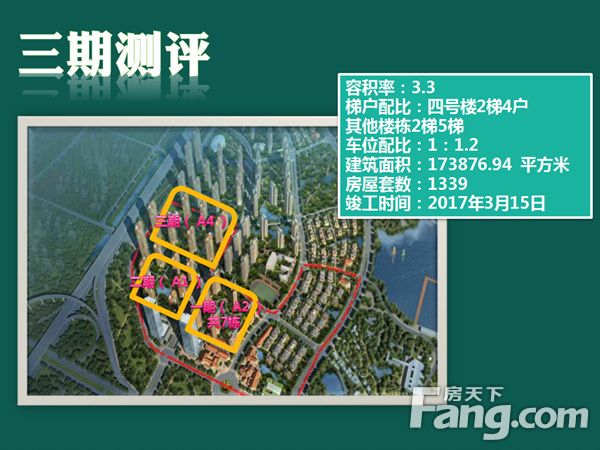 三期测评
容积率：3.3
梯户配比：四号楼2梯4户
其他楼栋2梯5梯
车位配比：1：1.2
建筑面积：173876.94 平方米
房屋套数：1339
竣工时间：2017年3月15日
三期（ A4 ）
二期（ A1 ）
一期（ A2 ）
共7栋
房天下
Fang.com